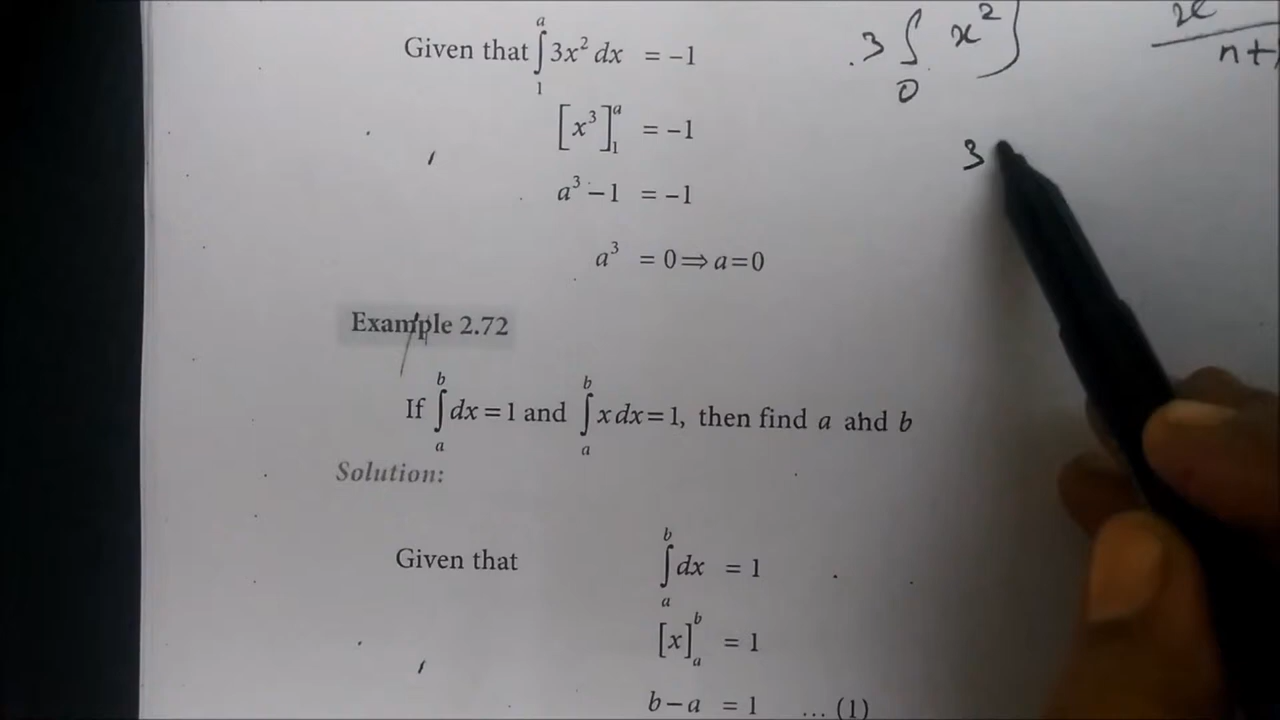 Given that ∫₁ᵃ 3x² dx = −1
[x³]₁ᵃ = −1
a³ − 1 = −1
a³ = 0 ⇒ a = 0
3 ∫₀ x²
n+
3
Example 2.72
If ∫ₐᵇ dx = 1 and ∫ₐᵇ x dx = 1, then find a and b
Solution:
Given that ∫ₐᵇ dx = 1
[x]ₐᵇ = 1
b − a = 1 ... (1)